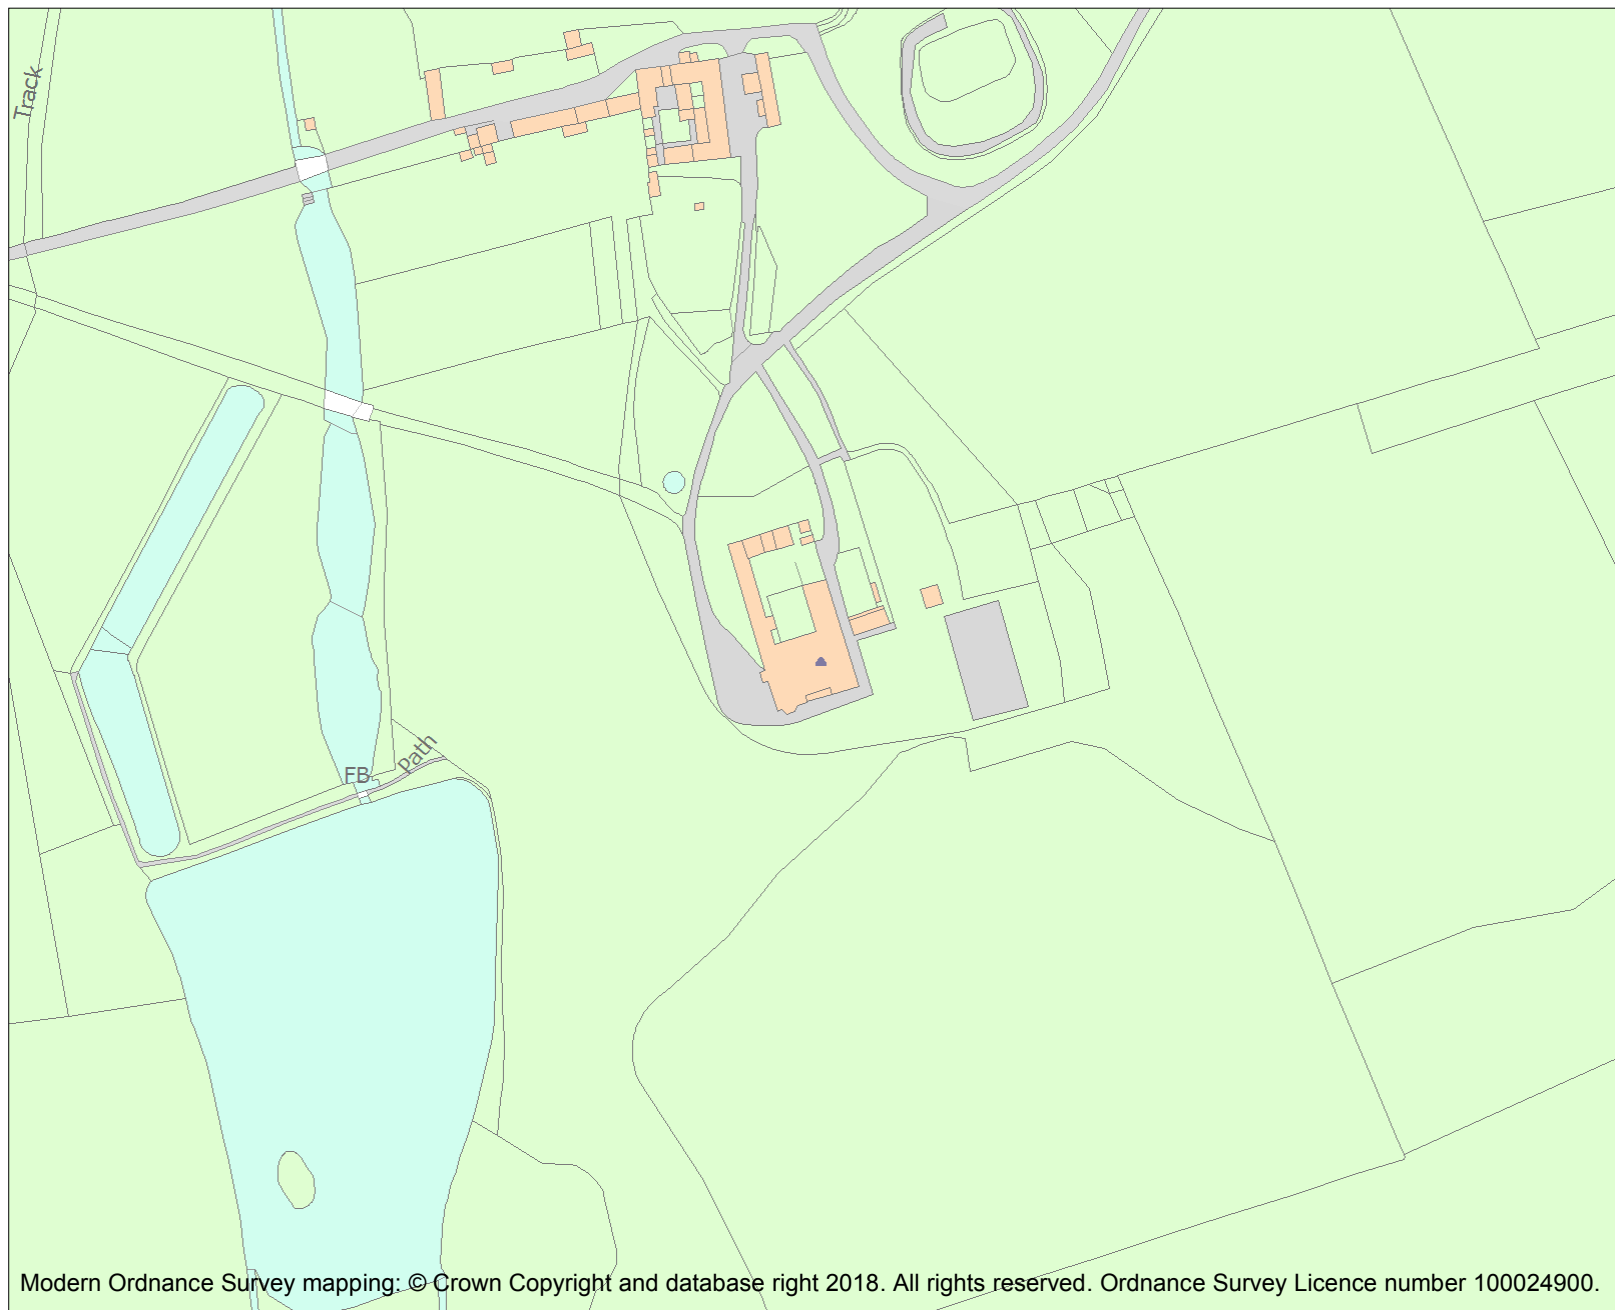 Track
Path
FB
Modern Ordnance Survey mapping: © Crown Copyright and database right 2018. All rights reserved. Ordnance Survey Licence number 100024900.